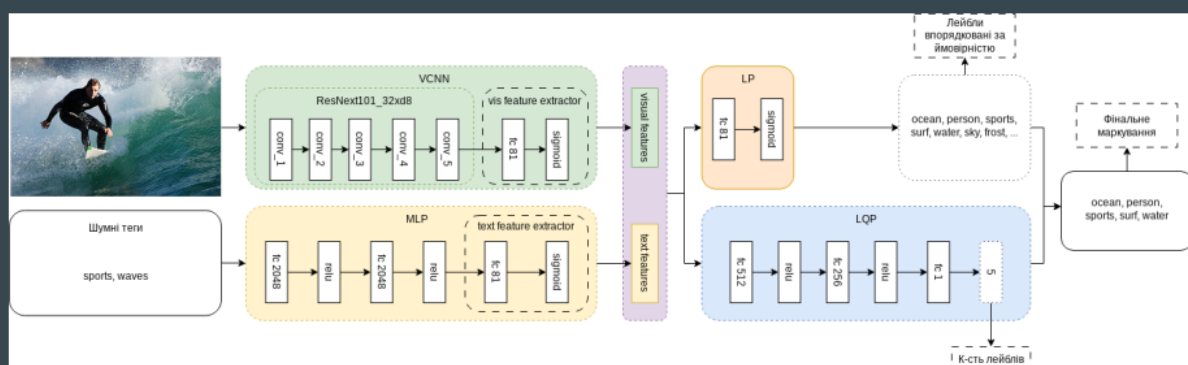 Лейбли
впорядковані за
ймовірністю
VCNN
ResNext101_32xd8
conv_1
conv_2
conv_3
conv_4
conv_5
vis feature extractor
fc 81
sigmoid
visual features
LP
fc 81
sigmoid
ocean, person, sports,
surf, water, sky, frost, ...
Фінальне
маркування
ocean, person,
sports, surf, water
Шумні теги
sports, waves
MLP
fc 2048
relu
fc 2048
relu
text feature extractor
fc 81
sigmoid
text features
LQP
fc 512
relu
fc 256
relu
fc 1
5
К-сть лейблів